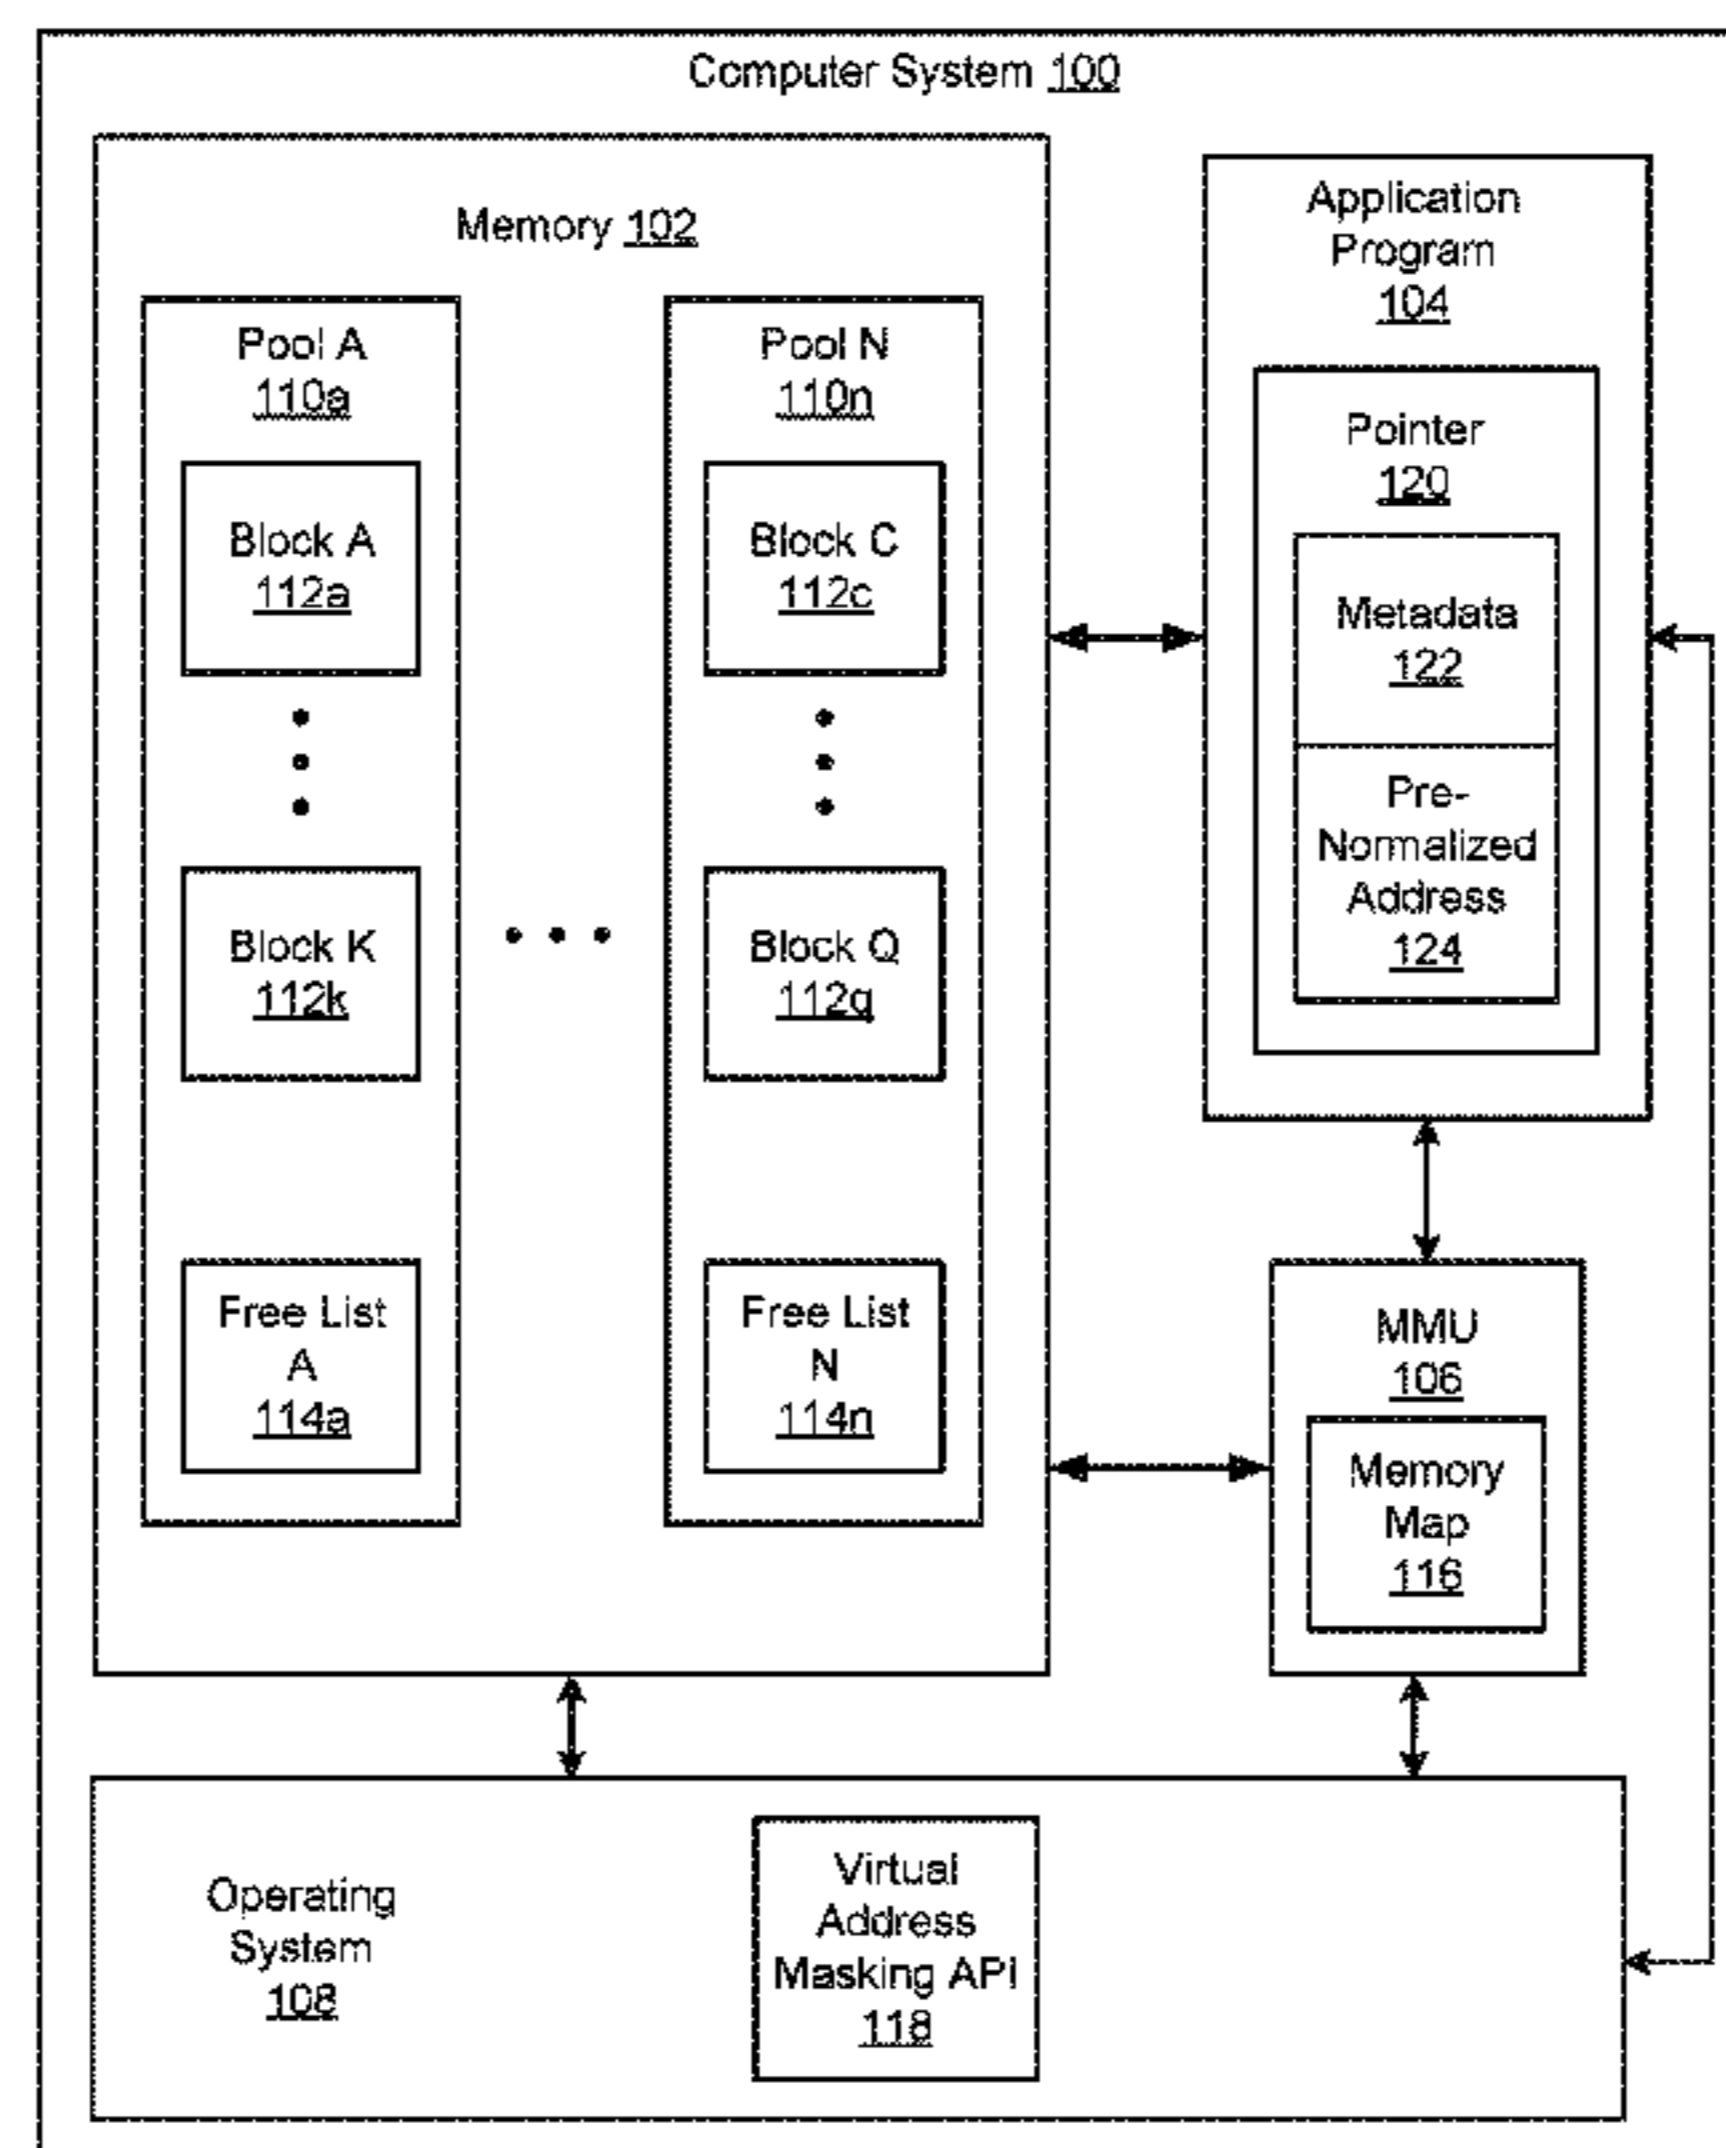 Computer System 100
Memory 102
Pool A
110a
Block A
112a
Block K
112k
Free List
A
114a
Pool N
110n
Block C
112c
Block Q
112q
Free List
N
114n
Application
Program
104
Pointer
120
Metadata
122
Pre-
Normalized
Address
124
MMU
106
Memory
Map
116
Operating
System
108
Virtual
Address
Masking API
118